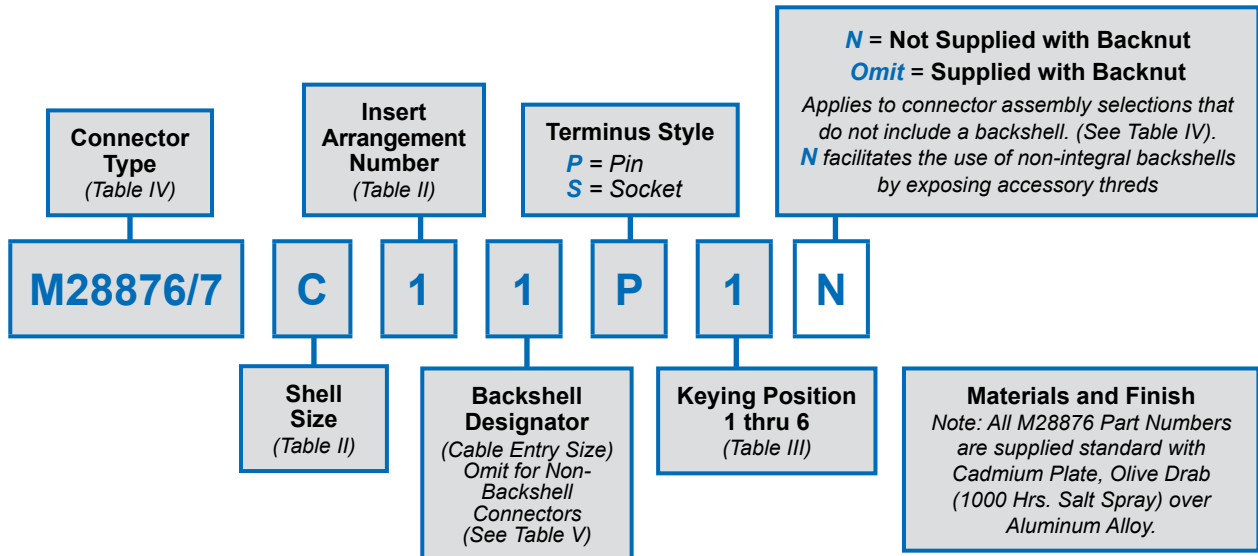 N = Not Supplied with Backnut
Omit = Supplied with Backnut
Applies to connector assembly selections that
do not include a backshell. (See Table IV).
N facilitates the use of non-integral backshells
by exposing accessory threds
Connector
Type
(Table IV)
Insert
Arrangement
Number
(Table II)
Terminus Style
P = Pin
S = Socket
M28876/7
C
1
1
P
1
N
Shell
Size
(Table II)
Backshell
Designator
(Cable Entry Size)
Omit for Non-
Backshell
Connectors
(See Table V)
Keying Position
1 thru 6
(Table III)
Materials and Finish
Note: All M28876 Part Numbers
are supplied standard with
Cadmium Plate, Olive Drab
(1000 Hrs. Salt Spray) over
Aluminum Alloy.